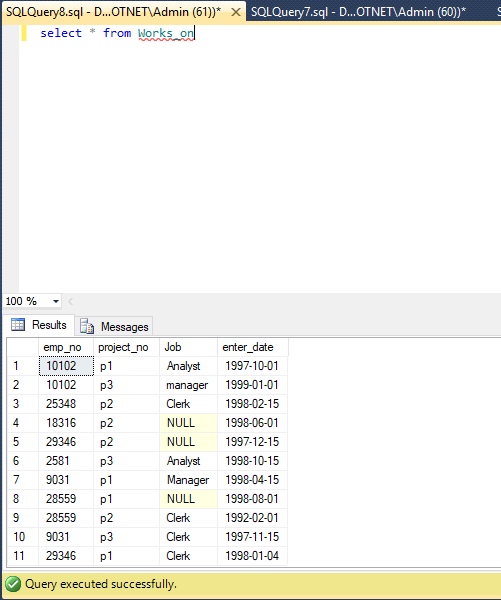 SQLQuery8.sql - D...OTNET\Admin (61))* SQLQuery7.sql - D...OTNET\Admin (60))* S
select * from Works_on
100 %
Results Messages
emp_no project_no Job enter_date
1 10102 p1 Analyst 1997-10-01
2 10102 p3 manager 1999-01-01
3 25348 p2 Clerk 1998-02-15
4 18316 p2 NULL 1998-06-01
5 29346 p2 NULL 1997-12-15
6 2581 p3 Analyst 1998-10-15
7 9031 p1 Manager 1998-04-15
8 28559 p1 NULL 1998-08-01
9 28559 p2 Clerk 1992-02-01
10 9031 p3 Clerk 1997-11-15
11 29346 p1 Clerk 1998-01-04
Query executed successfully.